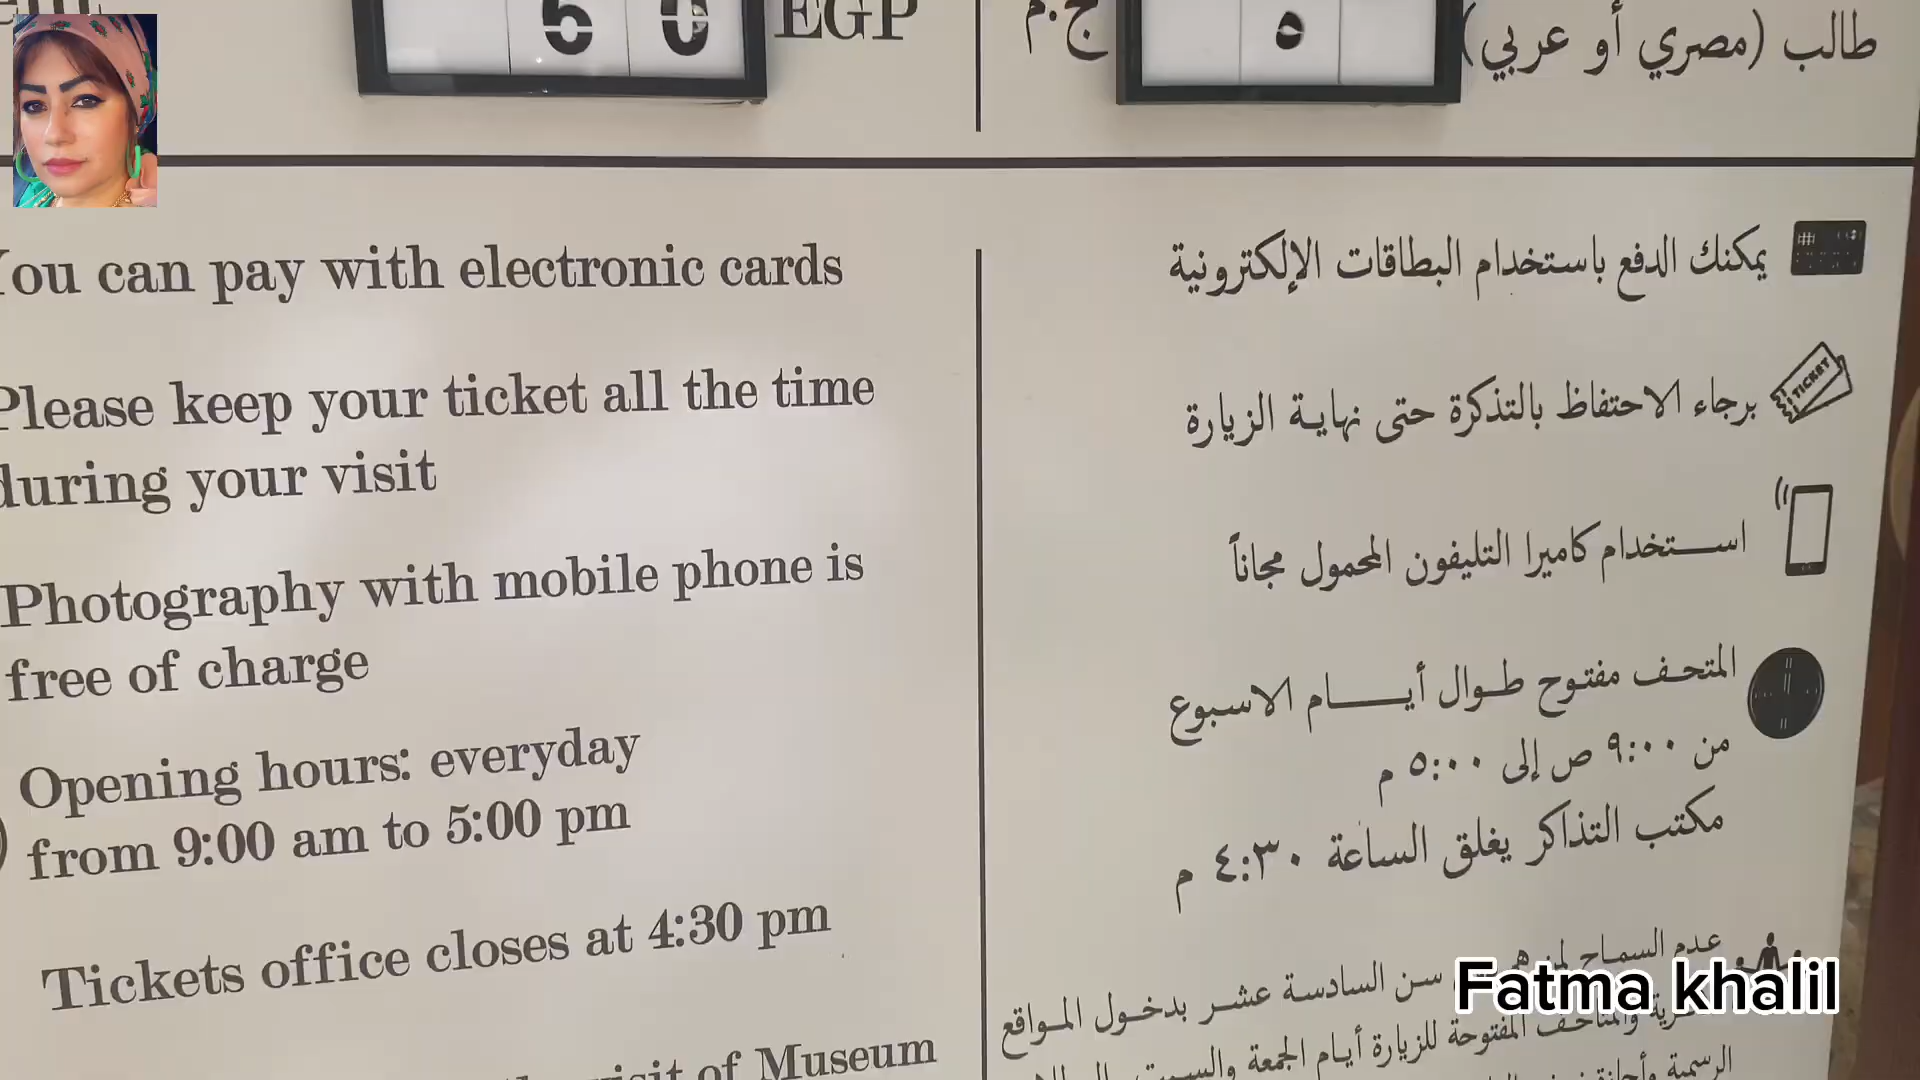 60 EGP
You can pay with electronic cards
Please keep your ticket all the time
during your visit
Photography with mobile phone is
free of charge
Opening hours: everyday
from 9:00 am to 5:00 pm
Tickets office closes at 4:30 pm
visit of Museum
طالب (مصري أو عربي) ٥ ج.م
يمكنك الدفع باستخدام البطاقات الإلكترونية
TICKET
برجاء الاحتفاظ بالتذكرة حتى نهاية الزيارة
استخدام كاميرا التليفون المحمول مجاناً
المتحف مفتوح طوال أيام الاسبوع
من ٩:٠٠ ص إلى ٥:٠٠ م
مكتب التذاكر يغلق الساعة ٤:٣٠ م
عدم السماح لمن هم سن السادسة عشر بدخول المواقع
والمتاحف المفتوحة للزيارة أيام الجمعة والسبت
الرسمية
Fatma khalil